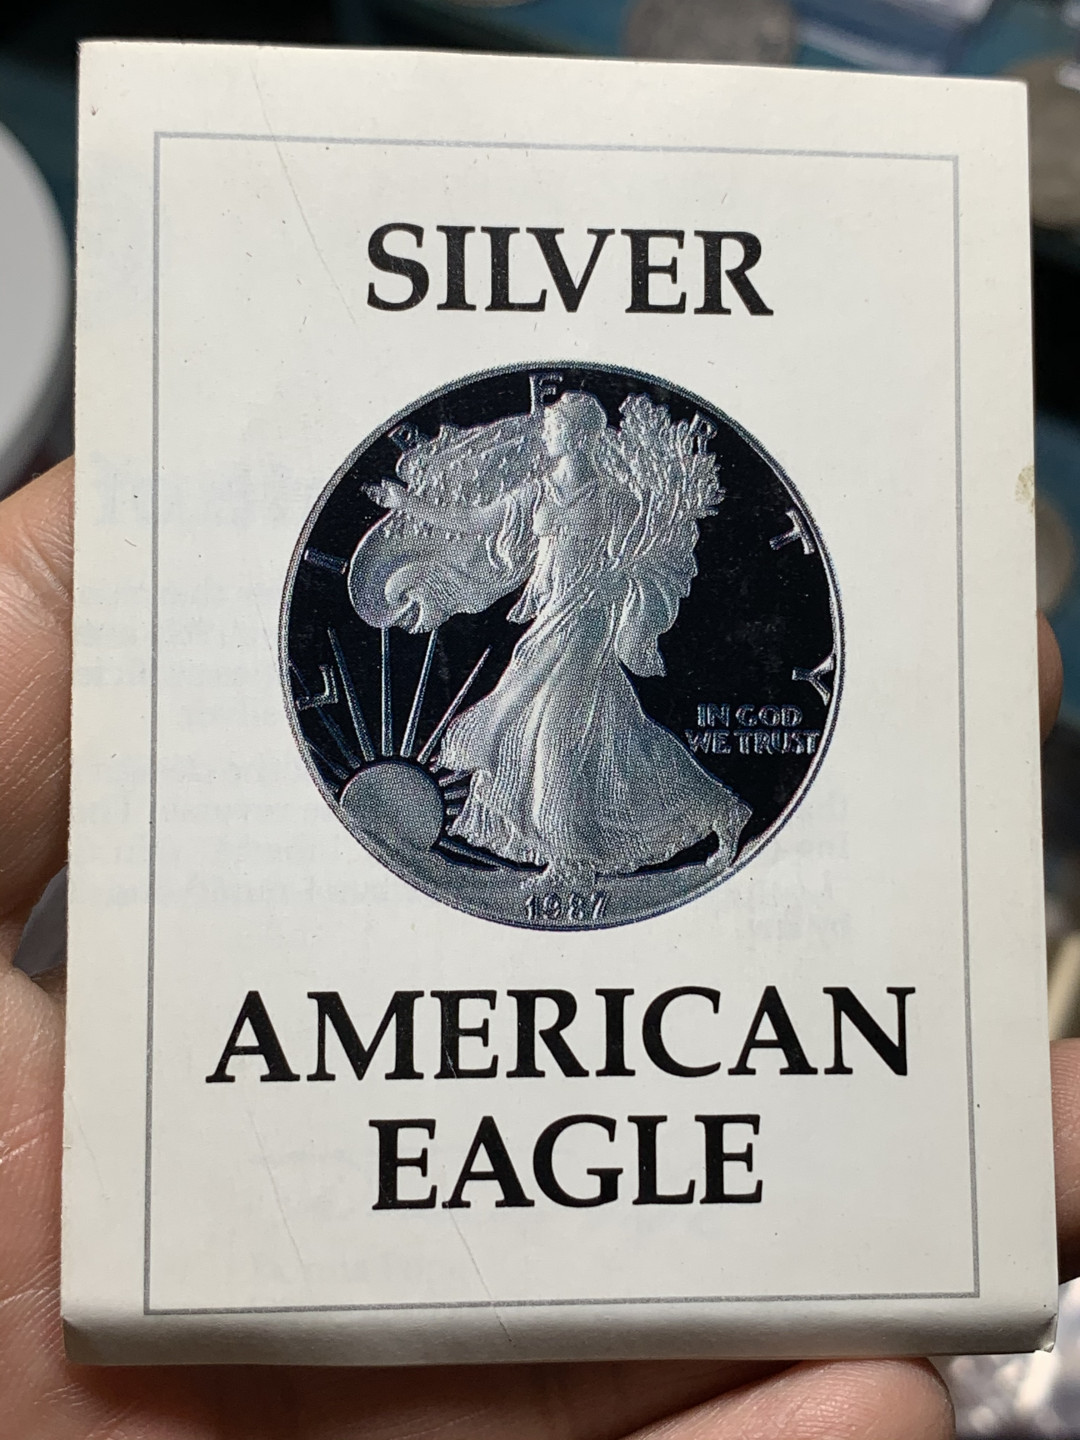 SILVER
LIBERTY
IN GOD
WE TRUST
1987
AMERICAN
EAGLE